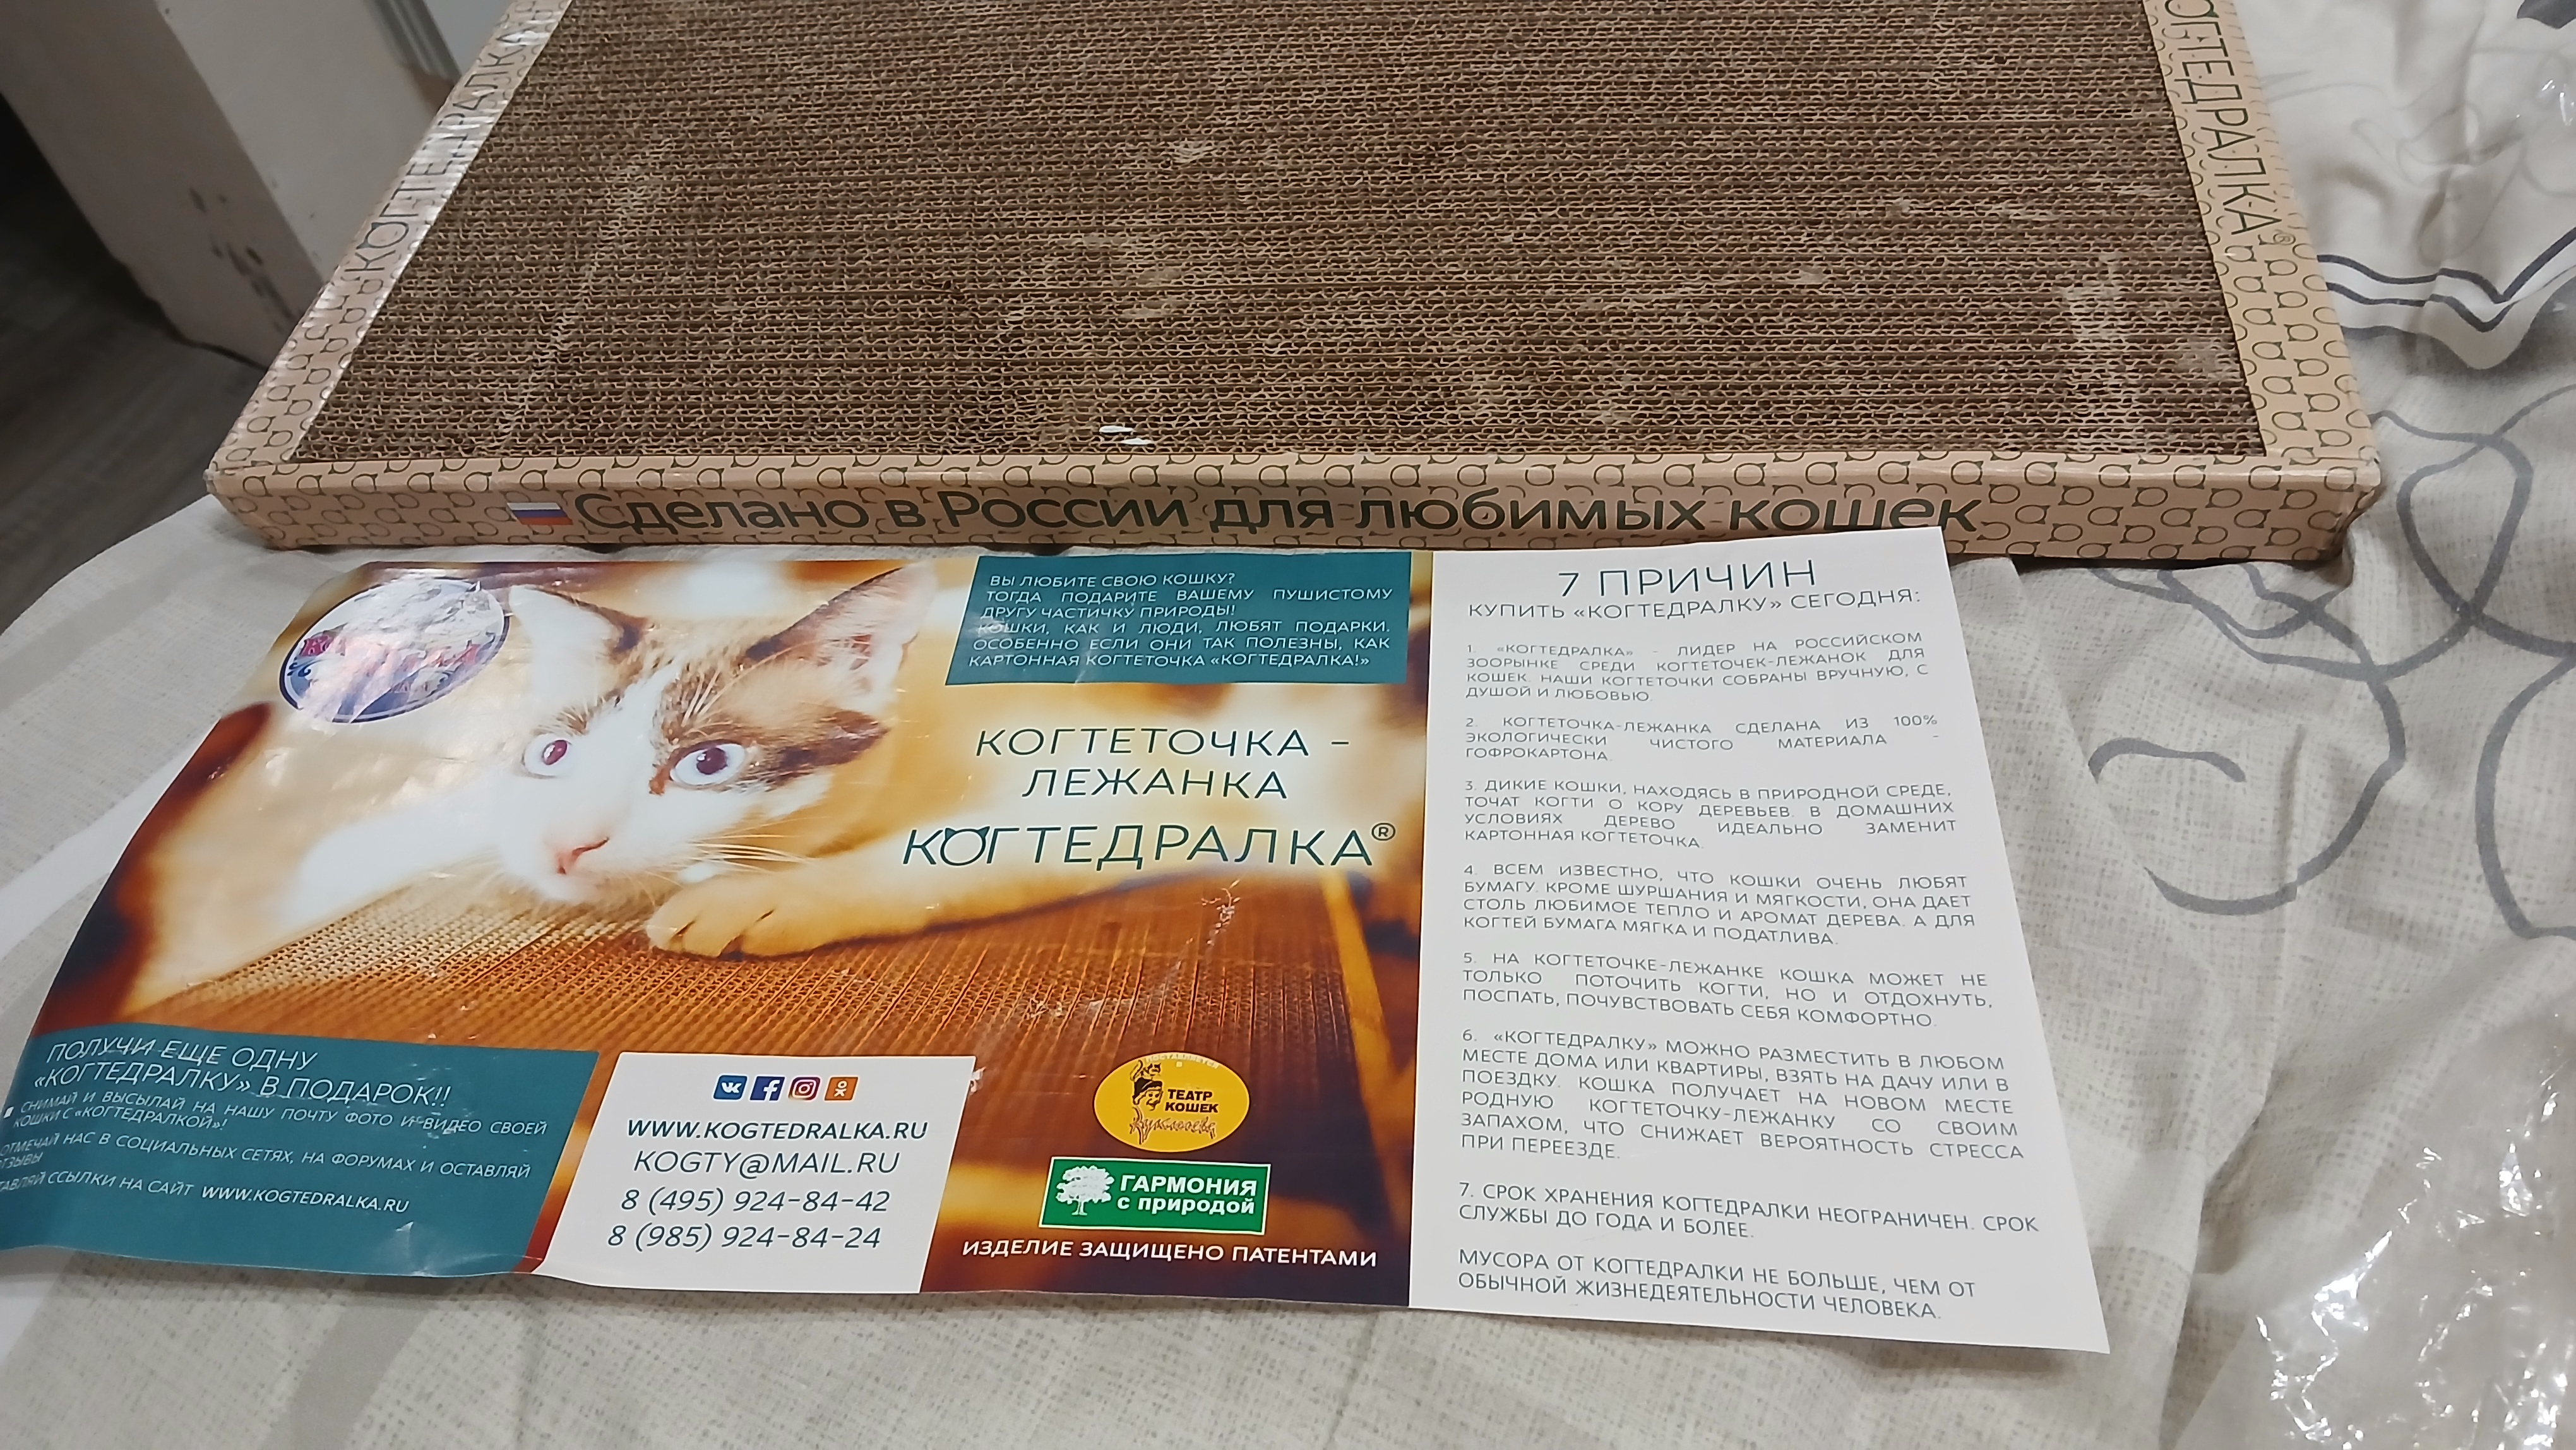 КОГТЕДРАЛКА
КОГТЕДРАЛКА®
Сделано в России для любимых кошек
ВЫ ЛЮБИТЕ СВОЮ КОШКУ?
ТОГДА ПОДАРИТЕ ВАШЕМУ ПУШИСТОМУ
ДРУГУ ЧАСТИЧКУ ПРИРОДЫ!
КОШКИ, КАК И ЛЮДИ, ЛЮБЯТ ПОДАРКИ.
ОСОБЕННО ЕСЛИ ОНИ ТАК ПОЛЕЗНЫ, КАК
КАРТОННАЯ КОГТЕТОЧКА «КОГТЕДРАЛКА!»
КОГТЕТОЧКА -
ЛЕЖАНКА
КОГТЕДРАЛКА®
ПОЛУЧИ ЕЩЕ ОДНУ
«КОГТЕДРАЛКУ» В ПОДАРОК!!
СНИМАЙ И ВЫСЫЛАЙ НА НАШУ ПОЧТУ ФОТО И ВИДЕО СВОЕЙ
КОШКИ С «КОГТЕДРАЛКОЙ»!
ОТМЕЧАЙ НАС В СОЦИАЛЬНЫХ СЕТЯХ, НА ФОРУМАХ И ОСТАВЛЯЙ
ССЫЛКИ НА САЙТ WWW.KOGTEDRALKA.RU
WWW.KOGTEDRALKA.RU
KOGTY@MAIL.RU
8 (495) 924-84-42
8 (985) 924-84-24
ПОСТАВЛЯЕТСЯ
В
ТЕАТР
КОШЕК
Куклачёва
ГАРМОНИЯ
с природой
ИЗДЕЛИЕ ЗАЩИЩЕНО ПАТЕНТАМИ
7 ПРИЧИН
КУПИТЬ «КОГТЕДРАЛКУ» СЕГОДНЯ:
1. «КОГТЕДРАЛКА» - ЛИДЕР НА РОССИЙСКОМ
ЗООРЫНКЕ СРЕДИ КОГТЕТОЧЕК-ЛЕЖАНОК ДЛЯ
КОШЕК. НАШИ КОГТЕТОЧКИ СОБРАНЫ ВРУЧНУЮ, С
ДУШОЙ И ЛЮБОВЬЮ.
2. КОГТЕТОЧКА-ЛЕЖАНКА СДЕЛАНА ИЗ 100%
ЭКОЛОГИЧЕСКИ ЧИСТОГО МАТЕРИАЛА -
ГОФРОКАРТОНА.
3. ДИКИЕ КОШКИ, НАХОДЯСЬ В ПРИРОДНОЙ СРЕДЕ,
ТОЧАТ КОГТИ О КОРУ ДЕРЕВЬЕВ. В ДОМАШНИХ
УСЛОВИЯХ ДЕРЕВО ИДЕАЛЬНО ЗАМЕНИТ
КАРТОННАЯ КОГТЕТОЧКА.
4. ВСЕМ ИЗВЕСТНО, ЧТО КОШКИ ОЧЕНЬ ЛЮБЯТ
БУМАГУ. КРОМЕ ШУРШАНИЯ И МЯГКОСТИ, ОНА ДАЕТ
СТОЛЬ ЛЮБИМОЕ ТЕПЛО И АРОМАТ ДЕРЕВА. А ДЛЯ
КОГТЕЙ БУМАГА МЯГКА И ПОДАТЛИВА.
5. НА КОГТЕТОЧКЕ-ЛЕЖАНКЕ КОШКА МОЖЕТ НЕ
ТОЛЬКО ПОТОЧИТЬ КОГТИ, НО И ОТДОХНУТЬ,
ПОСПАТЬ, ПОЧУВСТВОВАТЬ СЕБЯ КОМФОРТНО.
6. «КОГТЕДРАЛКУ» МОЖНО РАЗМЕСТИТЬ В ЛЮБОМ
МЕСТЕ ДОМА ИЛИ КВАРТИРЫ, ВЗЯТЬ НА ДАЧУ ИЛИ В
ПОЕЗДКУ. КОШКА ПОЛУЧАЕТ НА НОВОМ МЕСТЕ
РОДНУЮ КОГТЕТОЧКУ-ЛЕЖАНКУ СО СВОИМ
ЗАПАХОМ, ЧТО СНИЖАЕТ ВЕРОЯТНОСТЬ СТРЕССА
ПРИ ПЕРЕЕЗДЕ.
7. СРОК ХРАНЕНИЯ КОГТЕДРАЛКИ НЕОГРАНИЧЕН. СРОК
СЛУЖБЫ ДО ГОДА И БОЛЕЕ.
МУСОРА ОТ КОГТЕДРАЛКИ НЕ БОЛЬШЕ, ЧЕМ ОТ
ОБЫЧНОЙ ЖИЗНЕДЕЯТЕЛЬНОСТИ ЧЕЛОВЕКА.